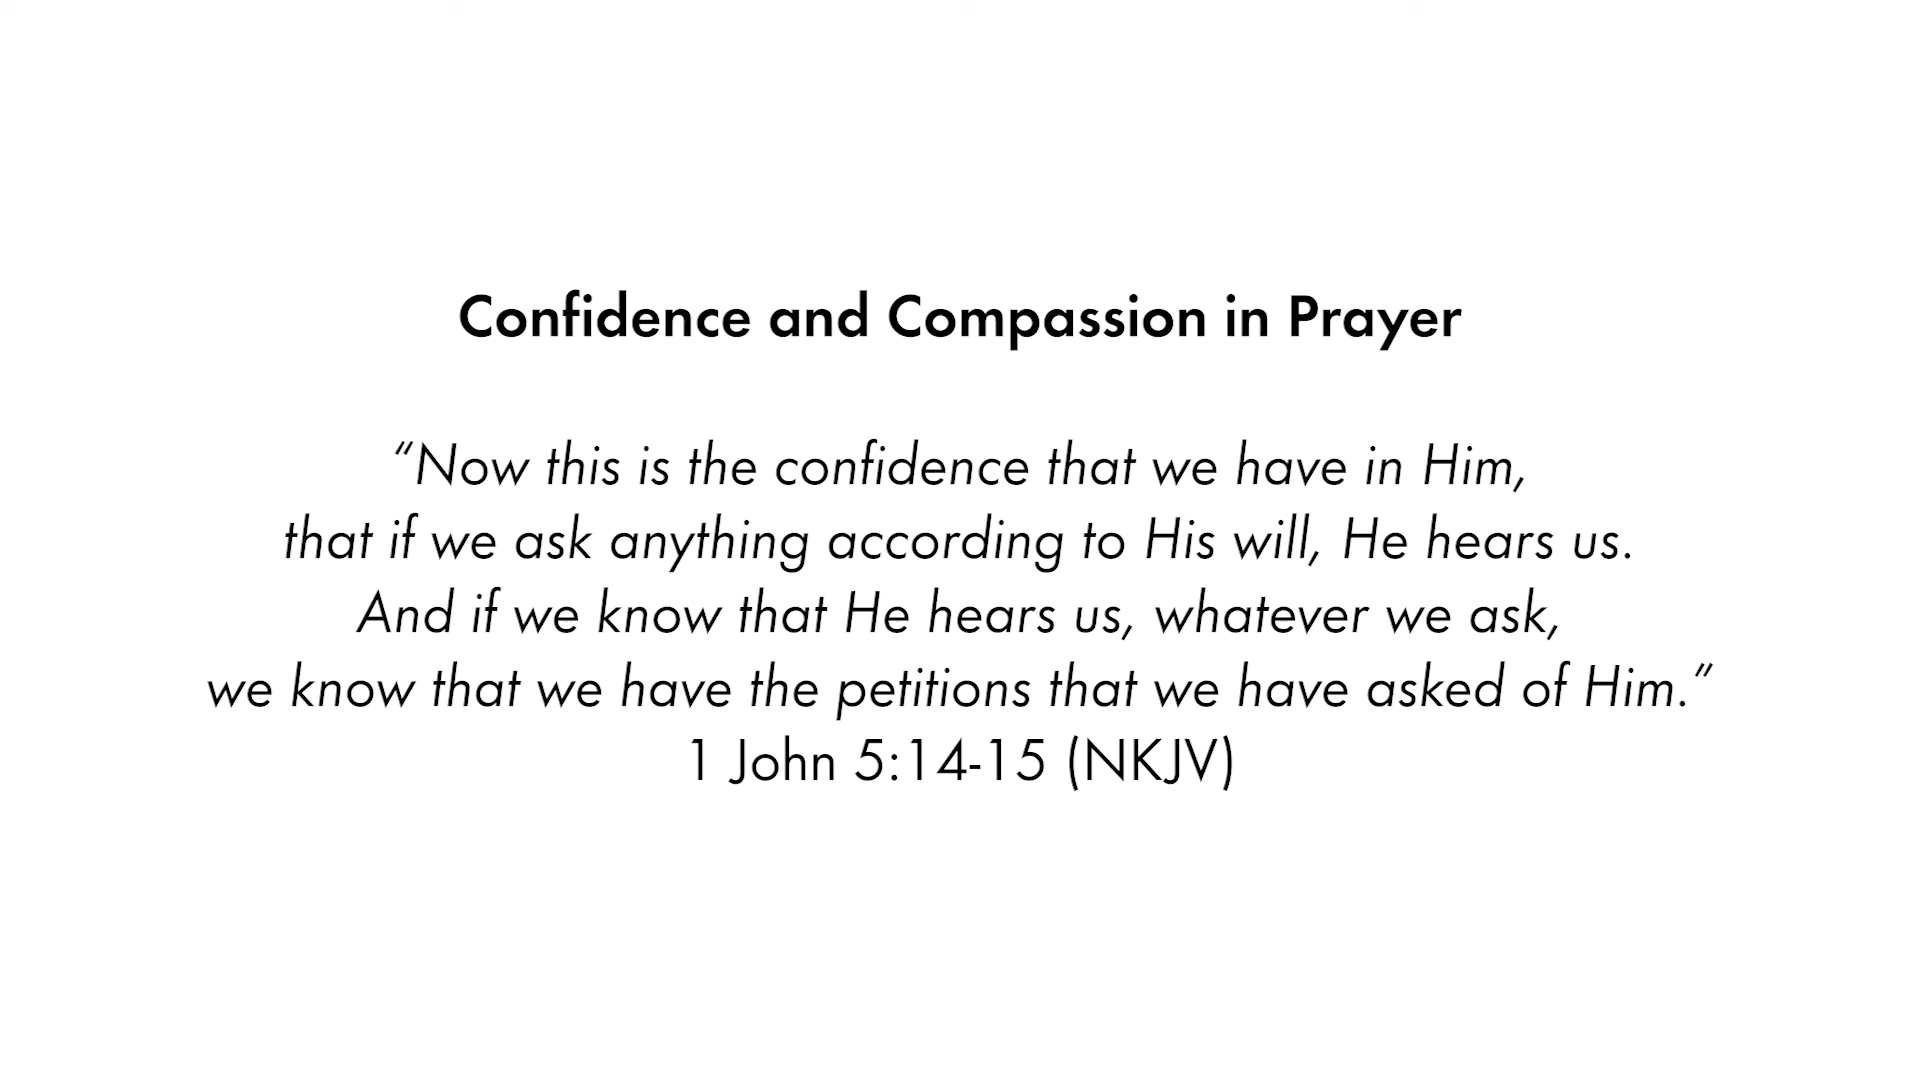 Confidence and Compassion in Prayer
“Now this is the confidence that we have in Him,
that if we ask anything according to His will, He hears us.
And if we know that He hears us, whatever we ask,
we know that we have the petitions that we have asked of Him.”
1 John 5:14-15 (NKJV)